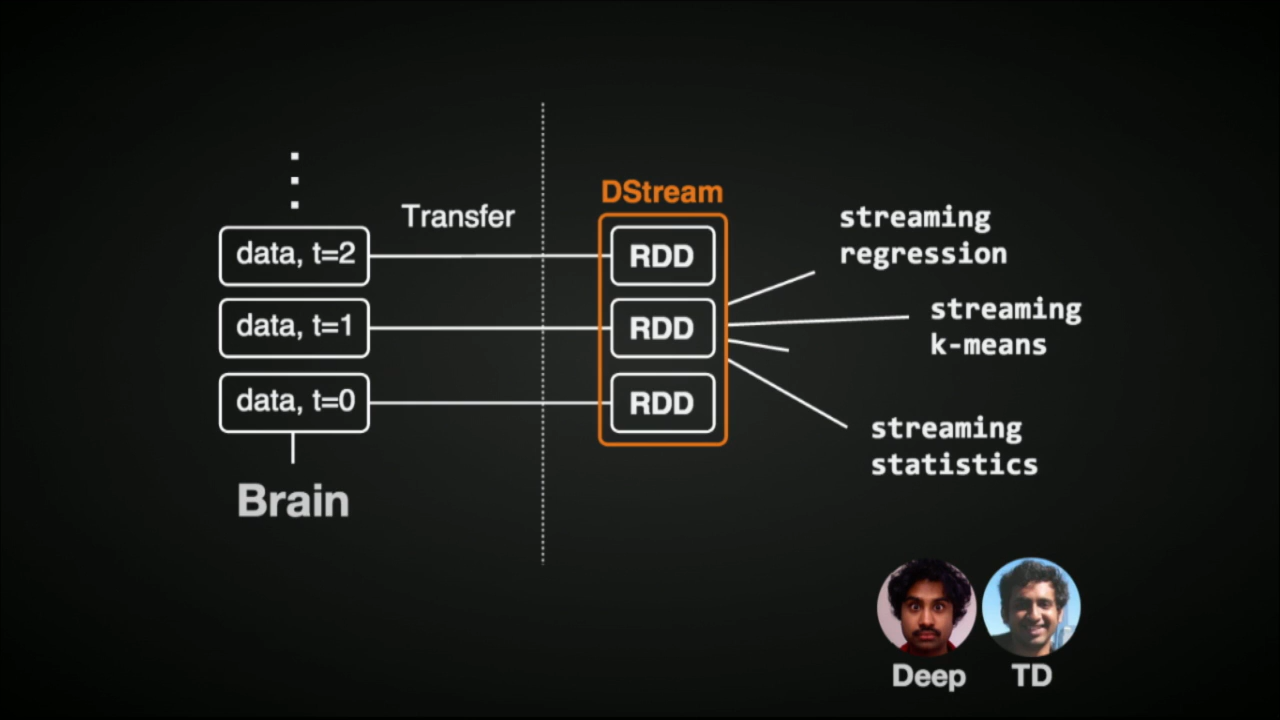 Transfer
data, t=2
data, t=1
data, t=0
Brain
DStream
RDD
RDD
RDD
streaming
regression
streaming
k-means
streaming
statistics
Deep
TD